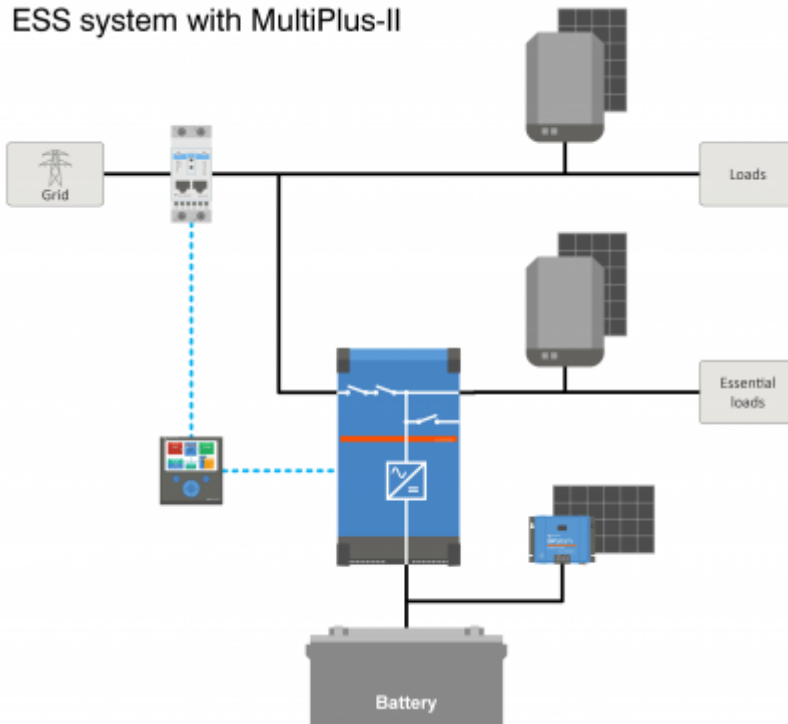 ESS system with MultiPlus-II
Grid
Loads
Essential
loads
Battery